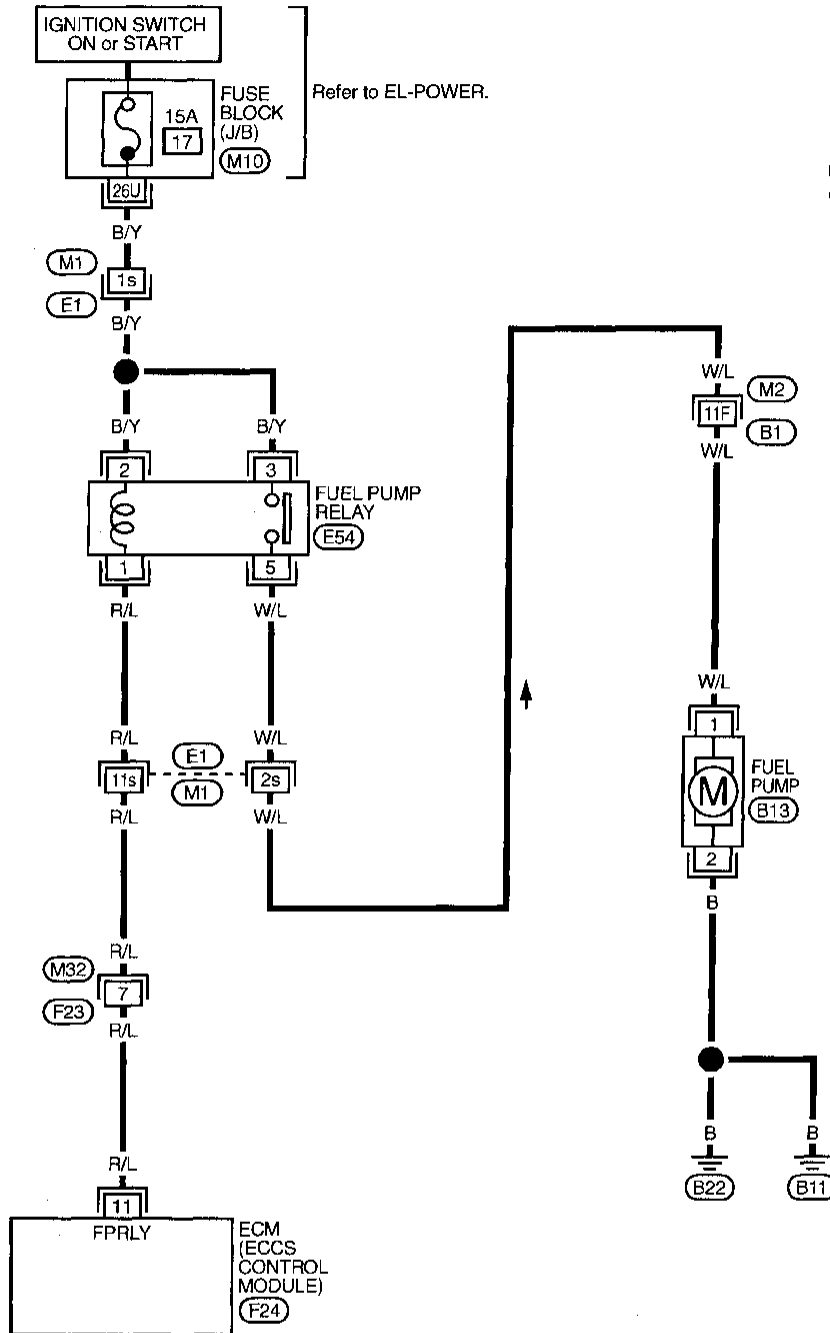 IGNITION SWITCH
ON or START
Refer to EL-POWER.
FUSE
BLOCK
(J/B)
15A
17
M10
26U
B/Y
M1
1s
E1
B/Y
B/Y
B/Y
2
3
FUEL PUMP
RELAY
E54
1
5
R/L
W/L
R/L
W/L
E1
11s
2s
M1
R/L
W/L
R/L
M32
7
F23
R/L
R/L
11
FPRLY
ECM
(ECCS
CONTROL
MODULE)
F24
W/L
M2
11F
B1
W/L
W/L
1
M
FUEL
PUMP
B13
2
B
B
B
B22
B11